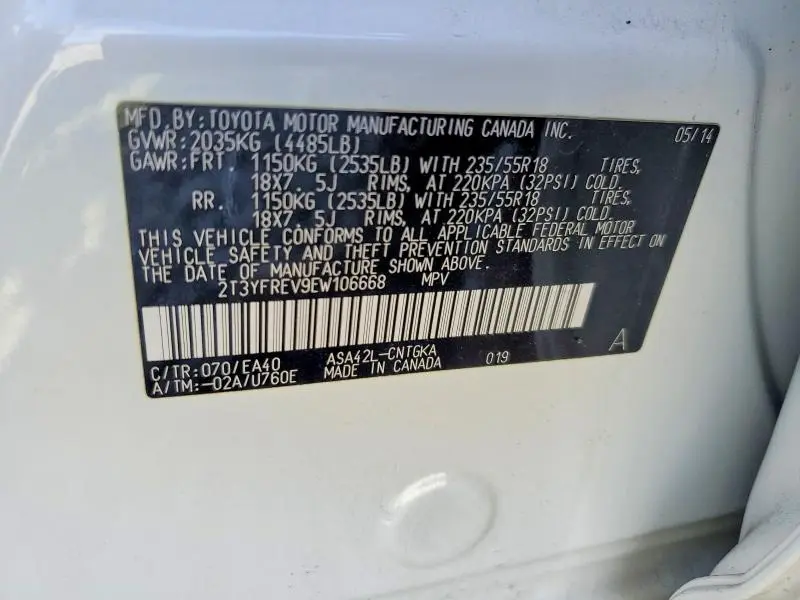 MFD. BY: TOYOTA MOTOR MANUFACTURING CANADA INC. 05/14
GVWR: 2035KG (4485LB)
GAWR: FRT 1150KG (2535LB) WITH 235/55R18 TIRES,
18X7. 5J RIMS, AT 220KPA (32PSI) COLD.
RR. 1150KG (2535LB) WITH 235/55R18 TIRES,
18X7. 5J RIMS, AT 220KPA (32PSI) COLD.
THIS VEHICLE CONFORMS TO ALL APPLICABLE FEDERAL MOTOR
VEHICLE SAFETY AND THEFT PREVENTION STANDARDS IN EFFECT ON
THE DATE OF MANUFACTURE SHOWN ABOVE.
2T3YFREV9EW106668 MPV
C/TR: 070/EA40 ASA42L-CNTGKA 019 A
A/TM: -02A/U760E MADE IN CANADA